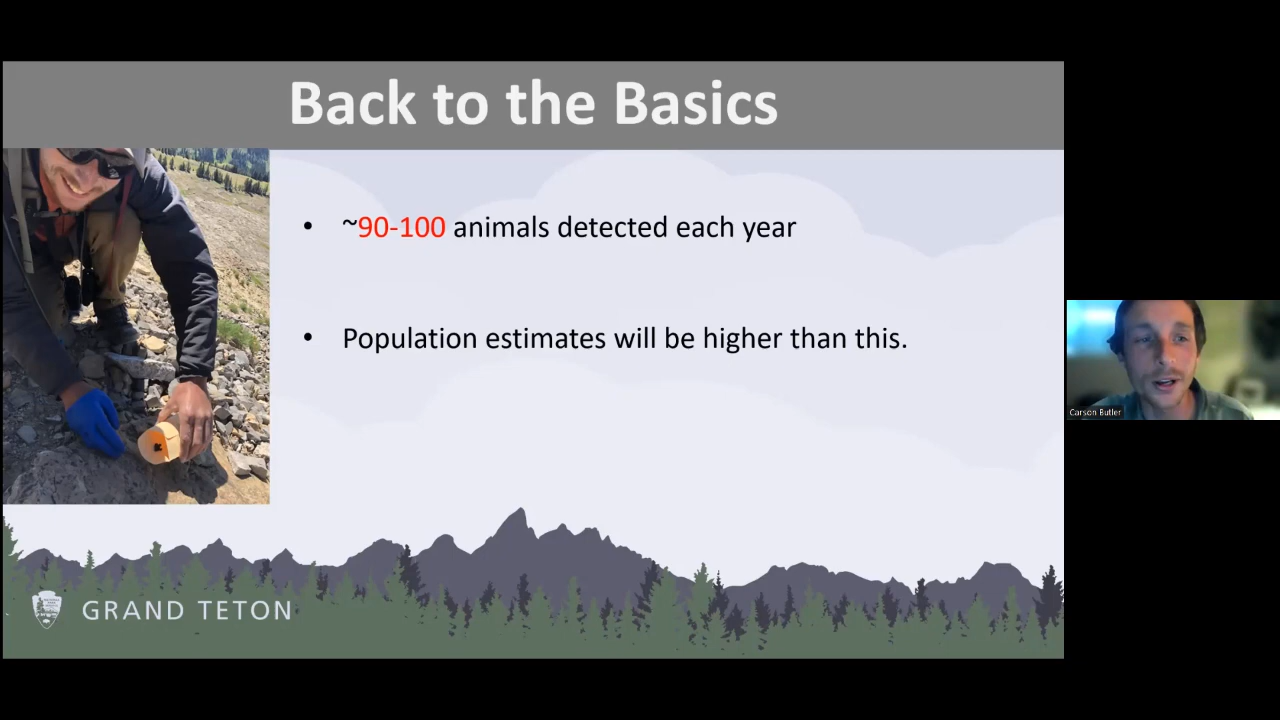 Back to the Basics
• ~90-100 animals detected each year
• Population estimates will be higher than this.
Carson Butler
GRAND TETON